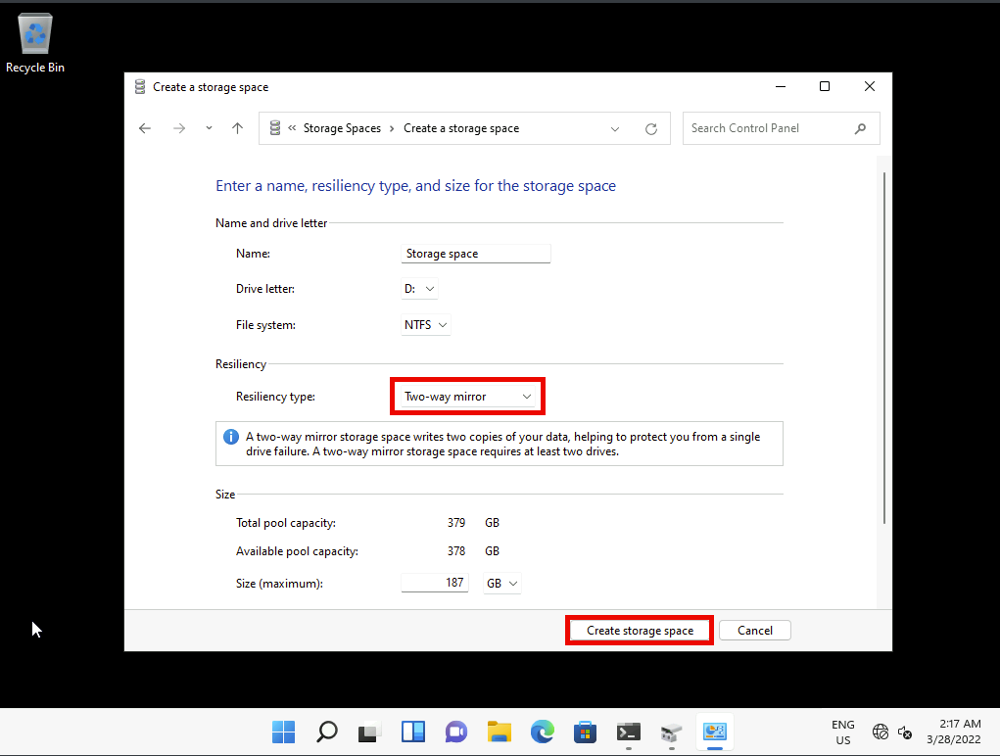 Recycle Bin
Create a storage space
« Storage Spaces › Create a storage space
Search Control Panel
Enter a name, resiliency type, and size for the storage space
Name and drive letter
Name: Storage space
Drive letter: D:
File system: NTFS
Resiliency
Resiliency type: Two-way mirror
A two-way mirror storage space writes two copies of your data, helping to protect you from a single
drive failure. A two-way mirror storage space requires at least two drives.
Size
Total pool capacity: 379 GB
Available pool capacity: 378 GB
Size (maximum): 187 GB
Create storage space Cancel
ENG
US
2:17 AM
3/28/2022